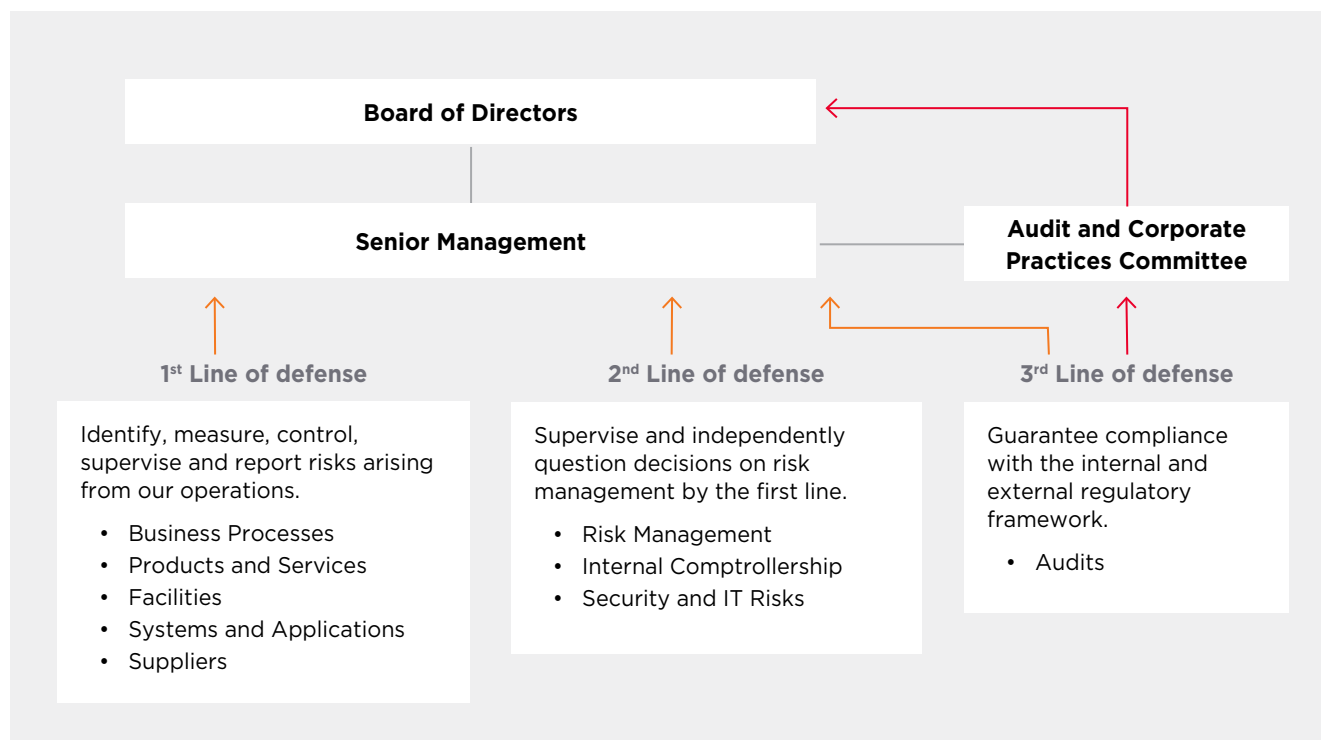 Board of Directors
Senior Management
Audit and Corporate
Practices Committee
1st Line of defense
Identify, measure, control,
supervise and report risks arising
from our operations.
• Business Processes
• Products and Services
• Facilities
• Systems and Applications
• Suppliers
2nd Line of defense
Supervise and independently
question decisions on risk
management by the first line.
• Risk Management
• Internal Comptrollership
• Security and IT Risks
3rd Line of defense
Guarantee compliance
with the internal and
external regulatory
framework.
• Audits